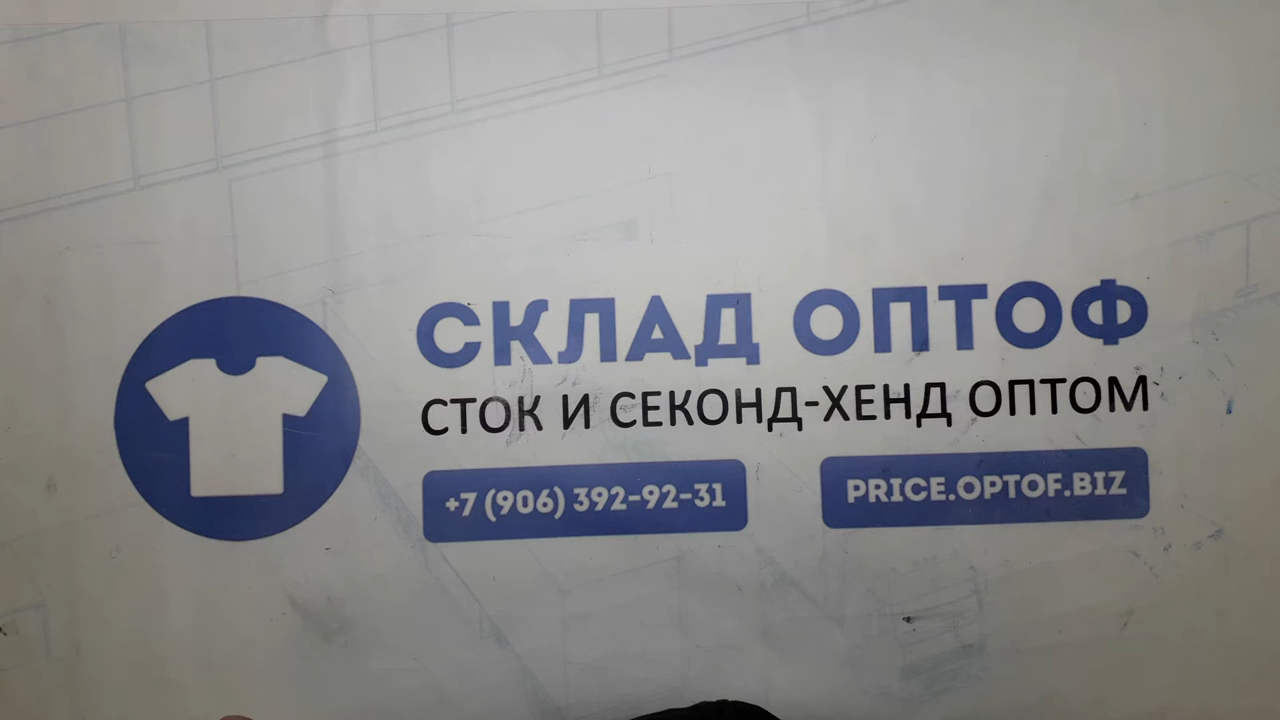 СКЛАД ОПТОФ
СТОК И СЕКОНД-ХЕНД ОПТОМ
+7 (906) 392-92-31
PRICE.OPTOF.BIZ